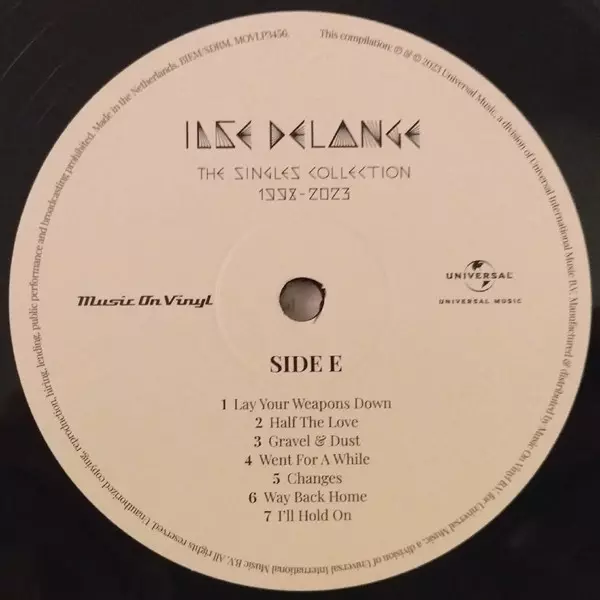 This compilation: ℗ & © 2023 Universal Music, a division of Universal International Music B.V. Manufactured & distributed by Music On Vinyl B.V. for Universal Music, a division of Universal International Music B.V. All rights reserved. Unauthorized copying, reproduction, hiring, lending, public performance and broadcasting prohibited. Made in the Netherlands. BIEM/SDRM. MOVLP3456.
ILSE DELANGE
THE SINGLES COLLECTION
1998-2023
Music On Vinyl
UNIVERSAL
UNIVERSAL MUSIC
SIDE E
1 Lay Your Weapons Down
2 Half The Love
3 Gravel & Dust
4 Went For A While
5 Changes
6 Way Back Home
7 I'll Hold On